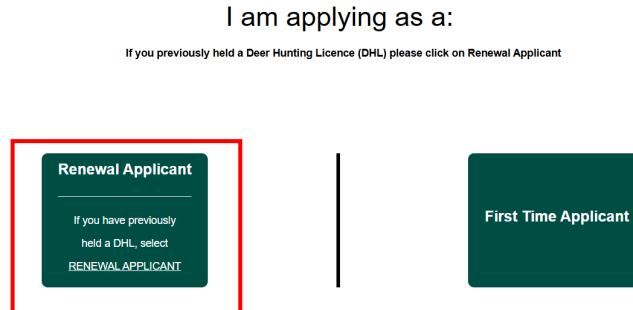 I am applying as a:
If you previously held a Deer Hunting Licence (DHL) please click on Renewal Applicant
Renewal Applicant
If you have previously
held a DHL, select
RENEWAL APPLICANT
First Time Applicant